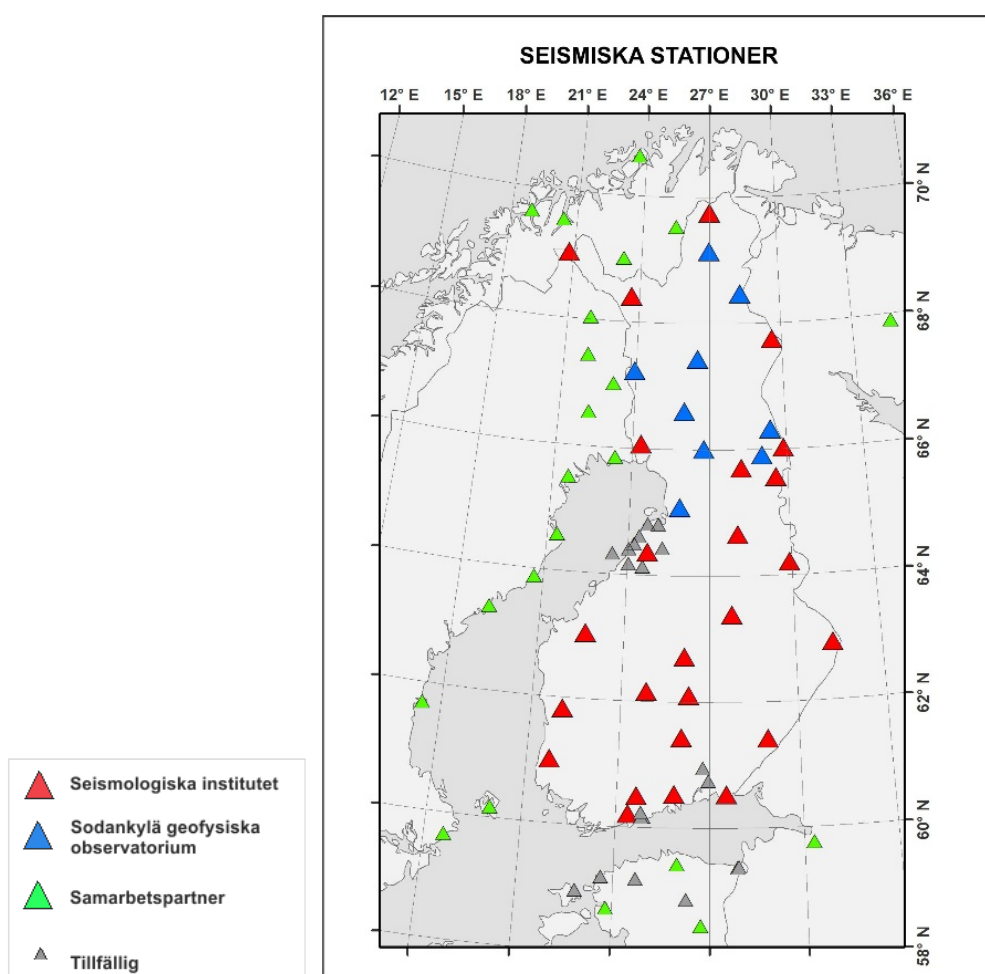 SEISMISKA STATIONER
12° E 15° E 18° E 21° E 24° E 27° E 30° E 33° E 36° E
70° N
68° N
66° N
64° N
62° N
60° N
58° N
Seismologiska institutet
Sodankylä geofysiska
observatorium
Samarbetspartner
Tillfällig